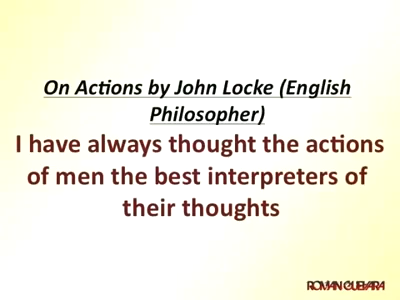 On Actions by John Locke (English
Philosopher)
I have always thought the actions
of men the best interpreters of
their thoughts
ROMAN GUEVARA